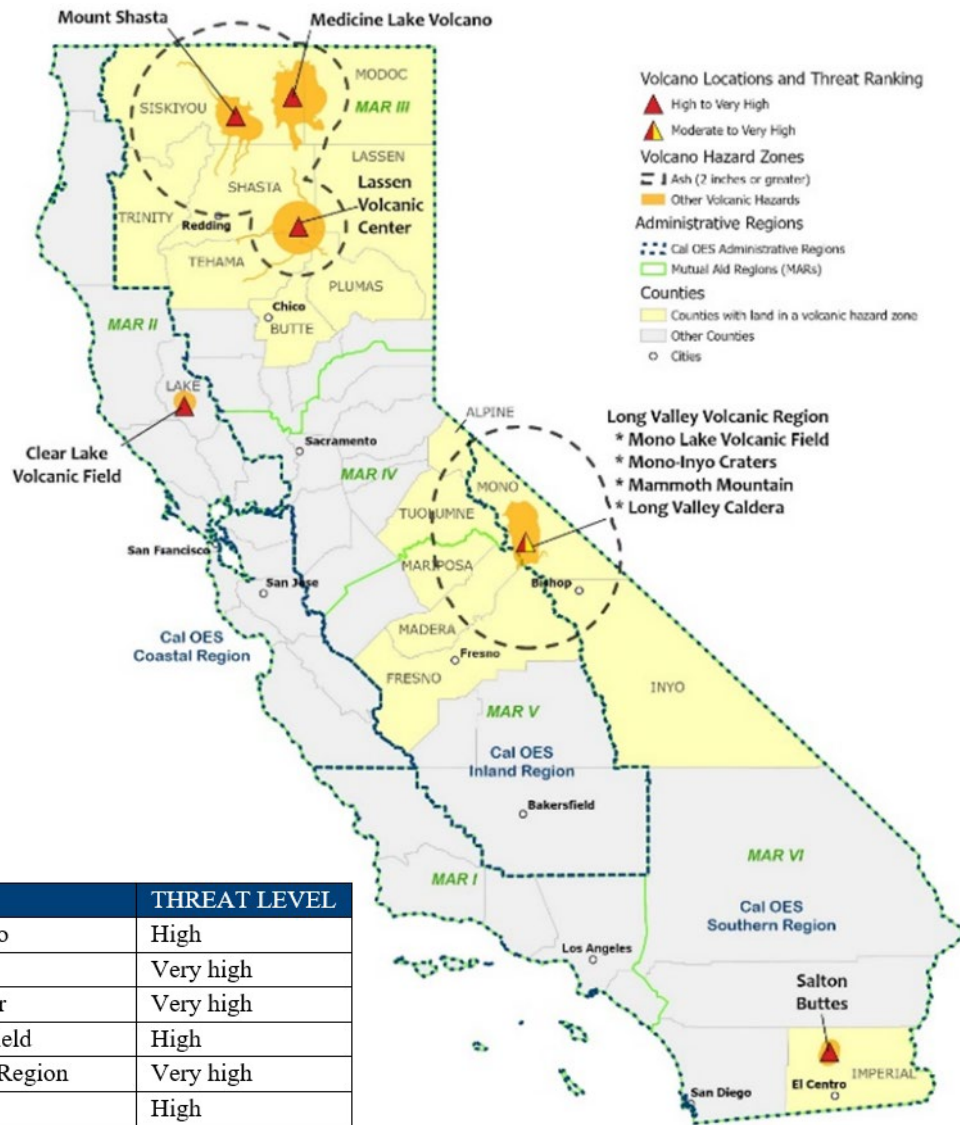 Mount Shasta
Medicine Lake Volcano
MODOC
SISKIYOU
MAR III
LASSEN
SHASTA
Lassen
Volcanic
Center
TRINITY
Redding
TEHAMA
PLUMAS
Chico
BUTTE
MAR II
LAKE
Clear Lake
Volcanic Field
Sacramento
MAR IV
ALPINE
MONO
TUOLUMNE
MARIPOSA
San Francisco
San Jose
Bishop
MADERA
Fresno
FRESNO
INYO
Cal OES
Coastal Region
MAR V
Cal OES
Inland Region
Bakersfield
MAR I
MAR VI
Cal OES
Southern Region
Los Angeles
Salton
Buttes
IMPERIAL
El Centro
San Diego
Volcano Locations and Threat Ranking
High to Very High
Moderate to Very High
Volcano Hazard Zones
Ash (2 inches or greater)
Other Volcanic Hazards
Administrative Regions
Cal OES Administrative Regions
Mutual Aid Regions (MARs)
Counties
Counties with land in a volcanic hazard zone
Other Counties
Cities
Long Valley Volcanic Region
* Mono Lake Volcanic Field
* Mono-Inyo Craters
* Mammoth Mountain
* Long Valley Caldera
THREAT LEVEL
o High
Very high
r Very high
eld High
Region Very high
High